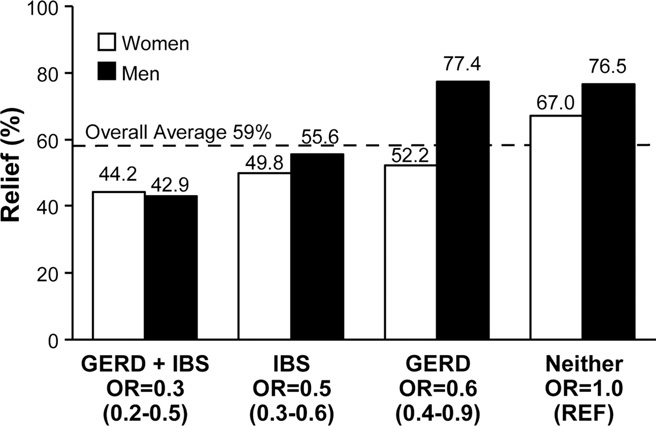 100
80
60
40
20
0
Relief (%)
Women
Men
Overall Average 59%
44.2
42.9
49.8
55.6
52.2
77.4
67.0
76.5
GERD + IBS
OR=0.3
(0.2-0.5)
IBS
OR=0.5
(0.3-0.6)
GERD
OR=0.6
(0.4-0.9)
Neither
OR=1.0
(REF)